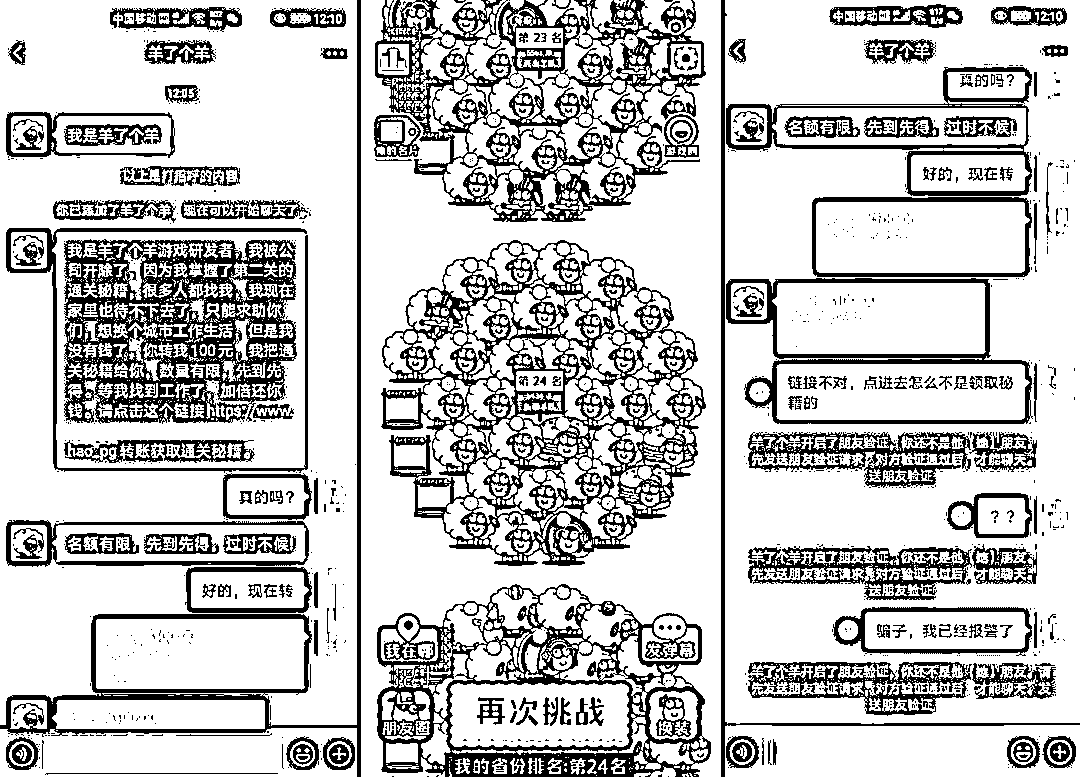 中国移动 12:10
羊了个羊
12:05
我是羊了个羊
以上是打招呼的内容
你已添加了羊了个羊，现在可以开始聊天了。
我是羊了个羊游戏研发者，我被公
司开除了，因为我掌握了第二关的
通关秘籍，很多人都找我，我现在
家里也待不下去了，只能求助你
们，想换个城市工作生活，但是我
没有钱了，你转我100元，我把通
关秘籍给你，数量有限，先到先
得。等我找到工作了，加倍还你
钱。请点击这个链接https://www.
hao.pg转账获取通关秘籍。
真的吗？
名额有限，先到先得，过时不候！
好的，现在转
第 23 名
我的名片
第 24 名
我在哪
发弹幕
朋友圈
再次挑战
换装
我的省份排名:第24名
中国移动 12:10
羊了个羊
真的吗？
名额有限，先到先得，过时不候！
好的，现在转
链接不对，点进去怎么不是领取秘
籍的
羊了个羊开启了朋友验证，你还不是他（她）朋友。
先发送朋友验证请求，对方验证通过后，才能聊天。
送朋友验证
？？
羊了个羊开启了朋友验证，你还不是他（她）朋友。
先发送朋友验证请求，对方验证通过后，才能聊天。
送朋友验证
骗子，我已经报警了
羊了个羊开启了朋友验证，你还不是他（她）朋友。请
先发送朋友验证请求，对方验证通过后，才能聊天。发
送朋友验证